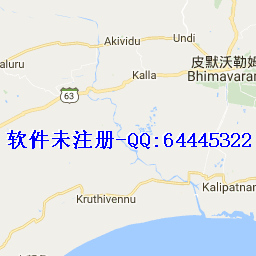 Undi
Akividu
aluru
Kalla
皮默沃勒姆
Bhimavaram
63
软件未注册-QQ:64445322
Kalipatnam
Kruthivennu